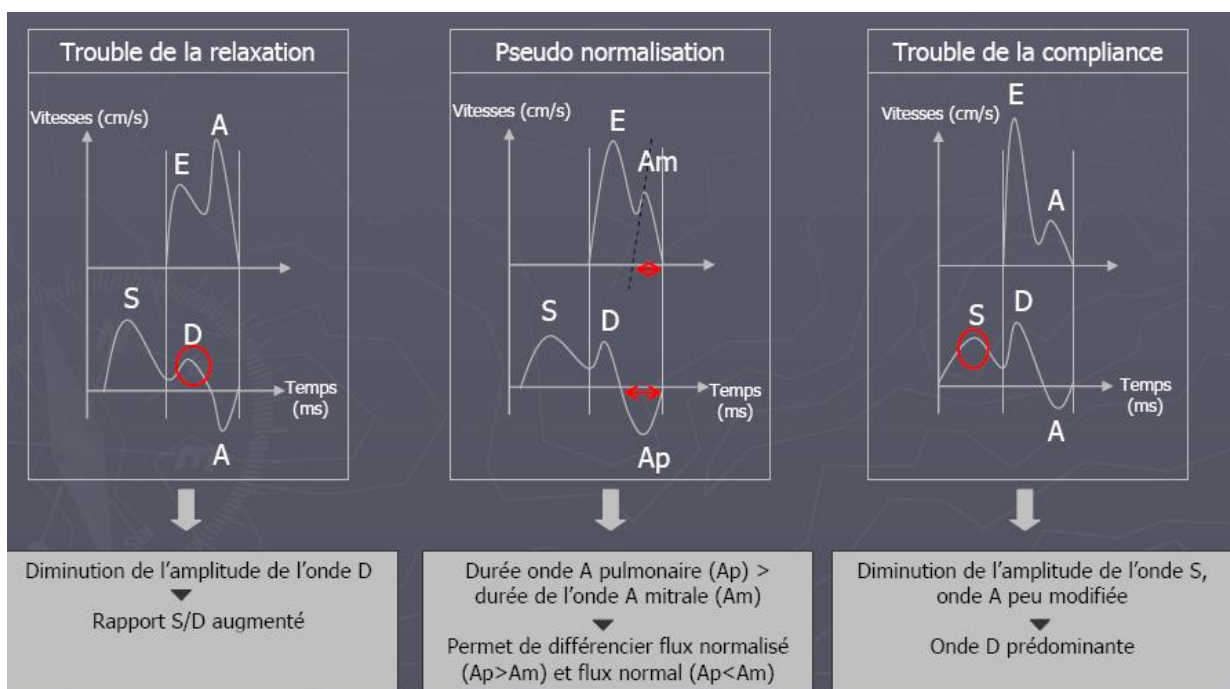 Trouble de la relaxation
Vitesses (cm/s)
A
E
S
D
Temps
(ms)
A
Diminution de l'amplitude de l'onde D
Rapport S/D augmenté
Pseudo normalisation
Vitesses (cm/s)
E
Am
S
D
Temps
(ms)
Ap
Durée onde A pulmonaire (Ap) >
durée de l'onde A mitrale (Am)
Permet de différencier flux normalisé
(Ap>Am) et flux normal (Ap<Am)
Trouble de la compliance
E
Vitesses (cm/s)
A
S
D
Temps
(ms)
A
Diminution de l'amplitude de l'onde S,
onde A peu modifiée
Onde D prédominante